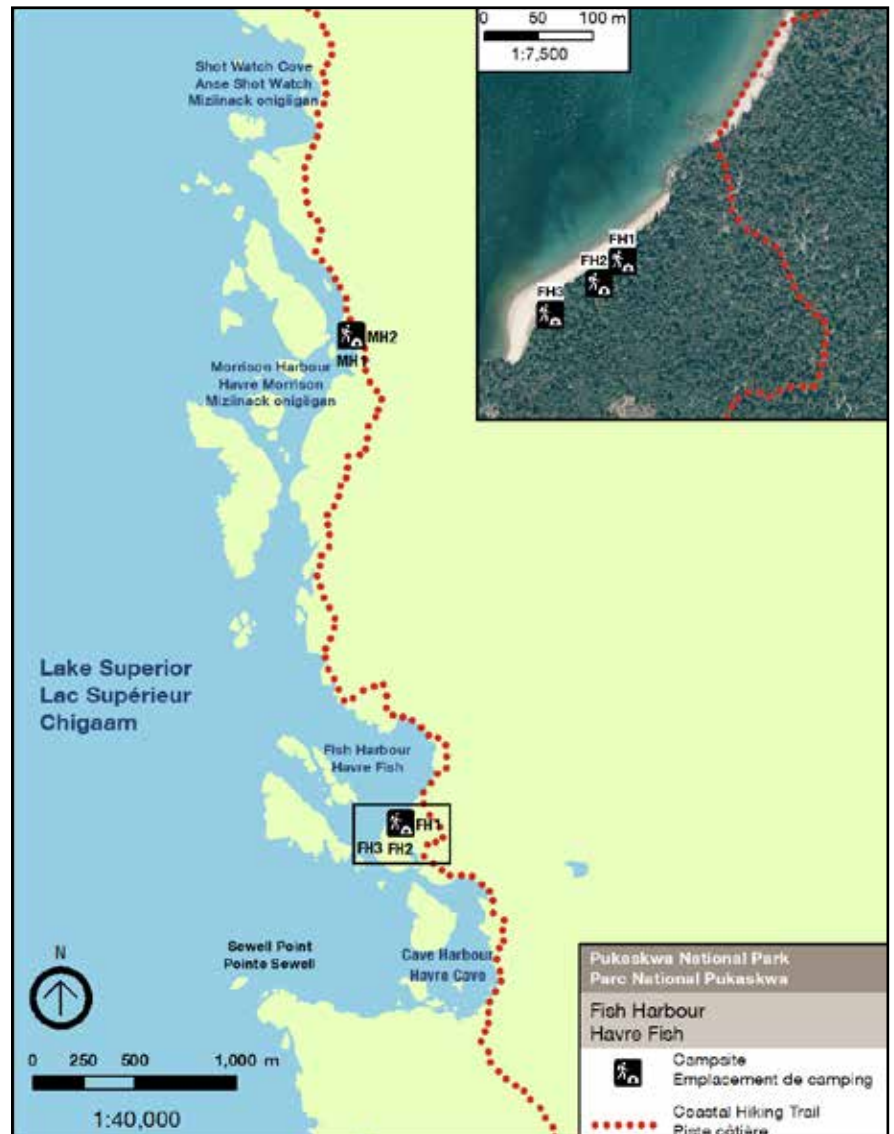 Shot Watch Cove
Anse Shot Watch
Miziinack onigiigan
MH2
MH1
Morrison Harbour
Havre Morrison
Miziinack onigiigan
Lake Superior
Lac Supérieur
Chigaam
Fish Harbour
Havre Fish
FH1
FH3 FH2
Sewell Point
Pointe Sewell
Cave Harbour
Havre Cave
N
0 250 500 1,000 m
1:40,000
0 50 100 m
1:7,500
FH1
FH2
FH3
Pukaskwa National Park
Parc National Pukaskwa
Fish Harbour
Havre Fish
Campsite
Emplacement de camping
Coastal Hiking Trail
Piste côtière